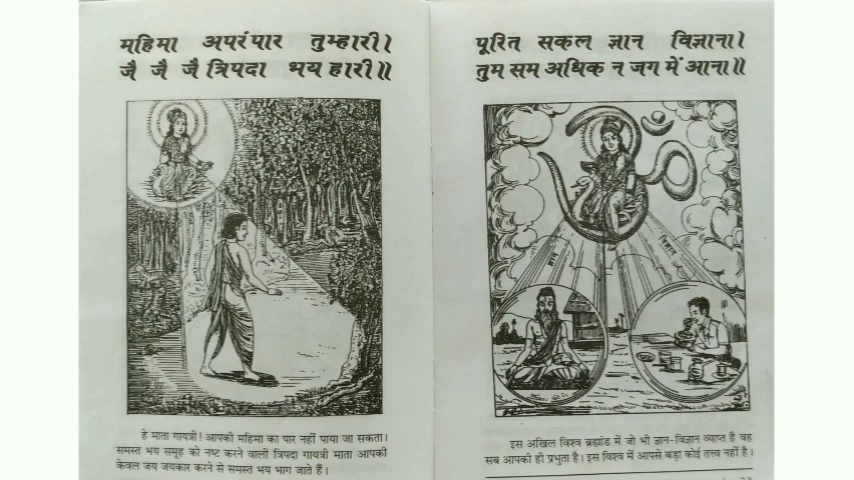 महिमा अपरंपार तुम्हारी।
जै जै जै त्रिपदा भय हारी॥
हे माता गायत्री! आपकी महिमा का पार नहीं पाया जा सकता।
समस्त भय समूह को नष्ट करने वाली त्रिपदा गायत्री माता आपकी
केवल जय जयकार करने से समस्त भय भाग जाते हैं।
पूरित सकल ज्ञान विज्ञाना।
तुम सम अधिक न जग में आना॥
ज्ञान
विज्ञान
इस अखिल विश्व ब्रह्मांड में जो भी ज्ञान-विज्ञान व्याप्त है वह
सब आपकी ही प्रभुता है। इस विश्व में आपसे बड़ा कोई तत्त्व नहीं है।